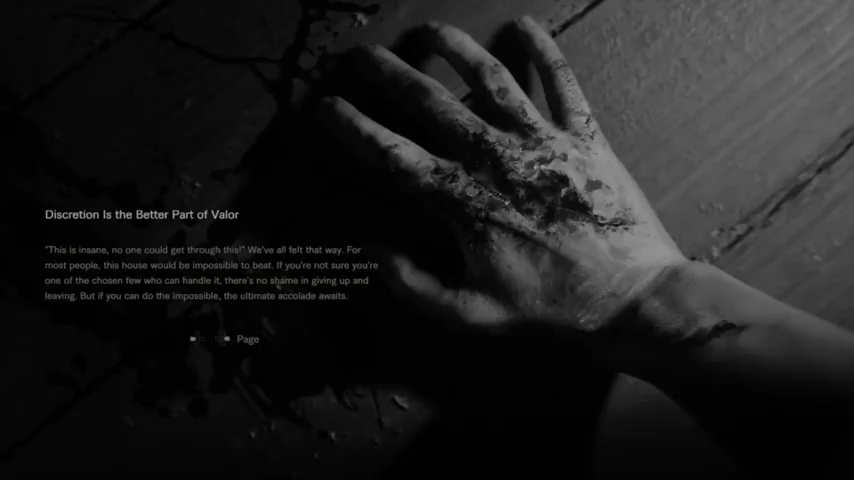 Discretion Is the Better Part of Valor
"This is insane, no one could get through this!" We've all felt that way. For
most people, this house would be impossible to beat. If you're not sure you're
one of the chosen few who can handle it, there's no shame in giving up and
leaving. But if you can do the impossible, the ultimate accolade awaits.
Page